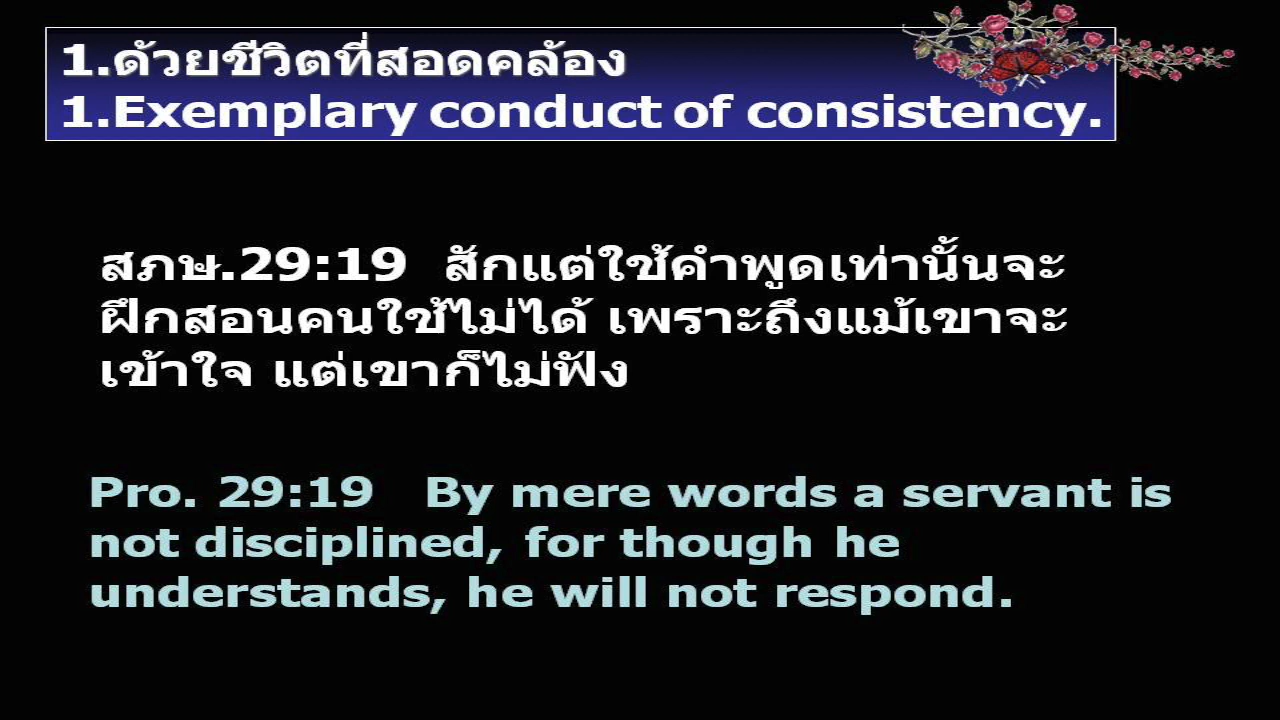 1.ด้วยชีวิตที่สอดคล้อง
1.Exemplary conduct of consistency.
สภษ.29:19 สักแต่ใช้คำพูดเท่านั้นจะ
ฝึกสอนคนใช้ไม่ได้ เพราะถึงแม้เขาจะ
เข้าใจ แต่เขาก็ไม่ฟัง
Pro. 29:19 By mere words a servant is
not disciplined, for though he
understands, he will not respond.